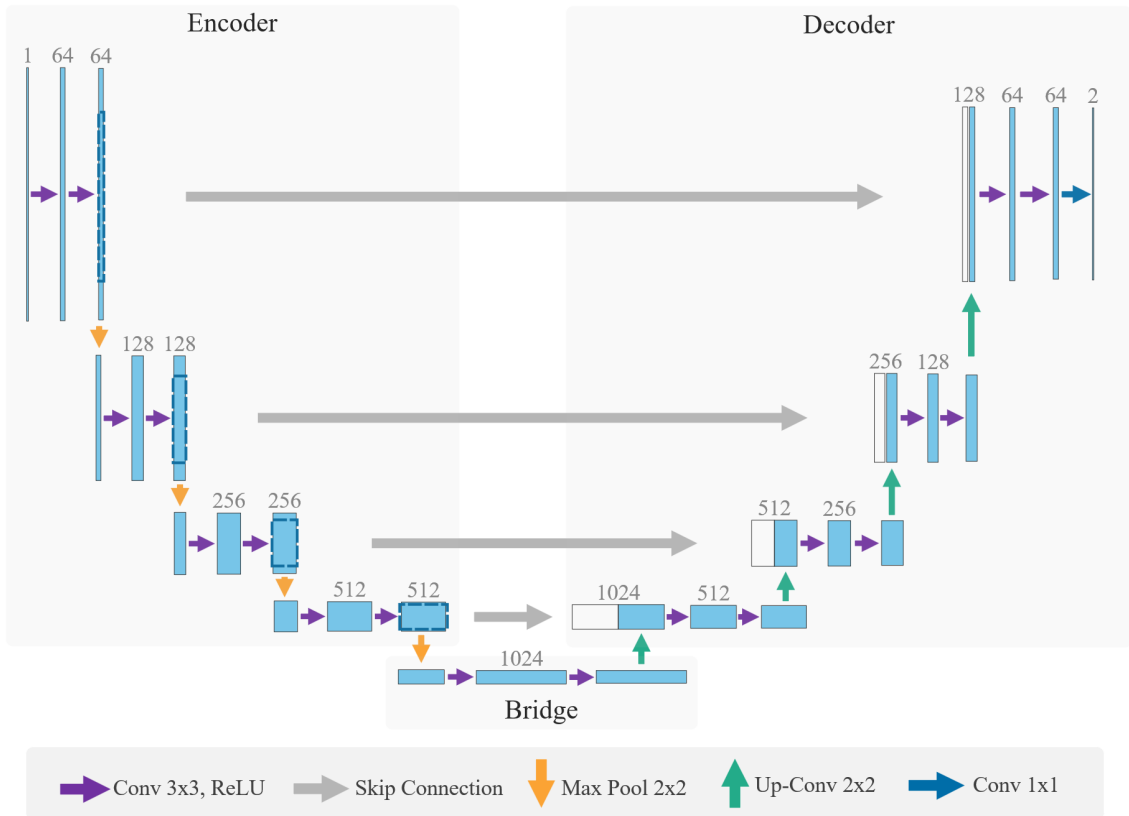 Encoder
Decoder
1 64 64
128 64 64 2
128 128
256 128
256 256
512 256
512 512
1024 512
1024
Bridge
Conv 3x3, ReLU
Skip Connection
Max Pool 2x2
Up-Conv 2x2
Conv 1x1